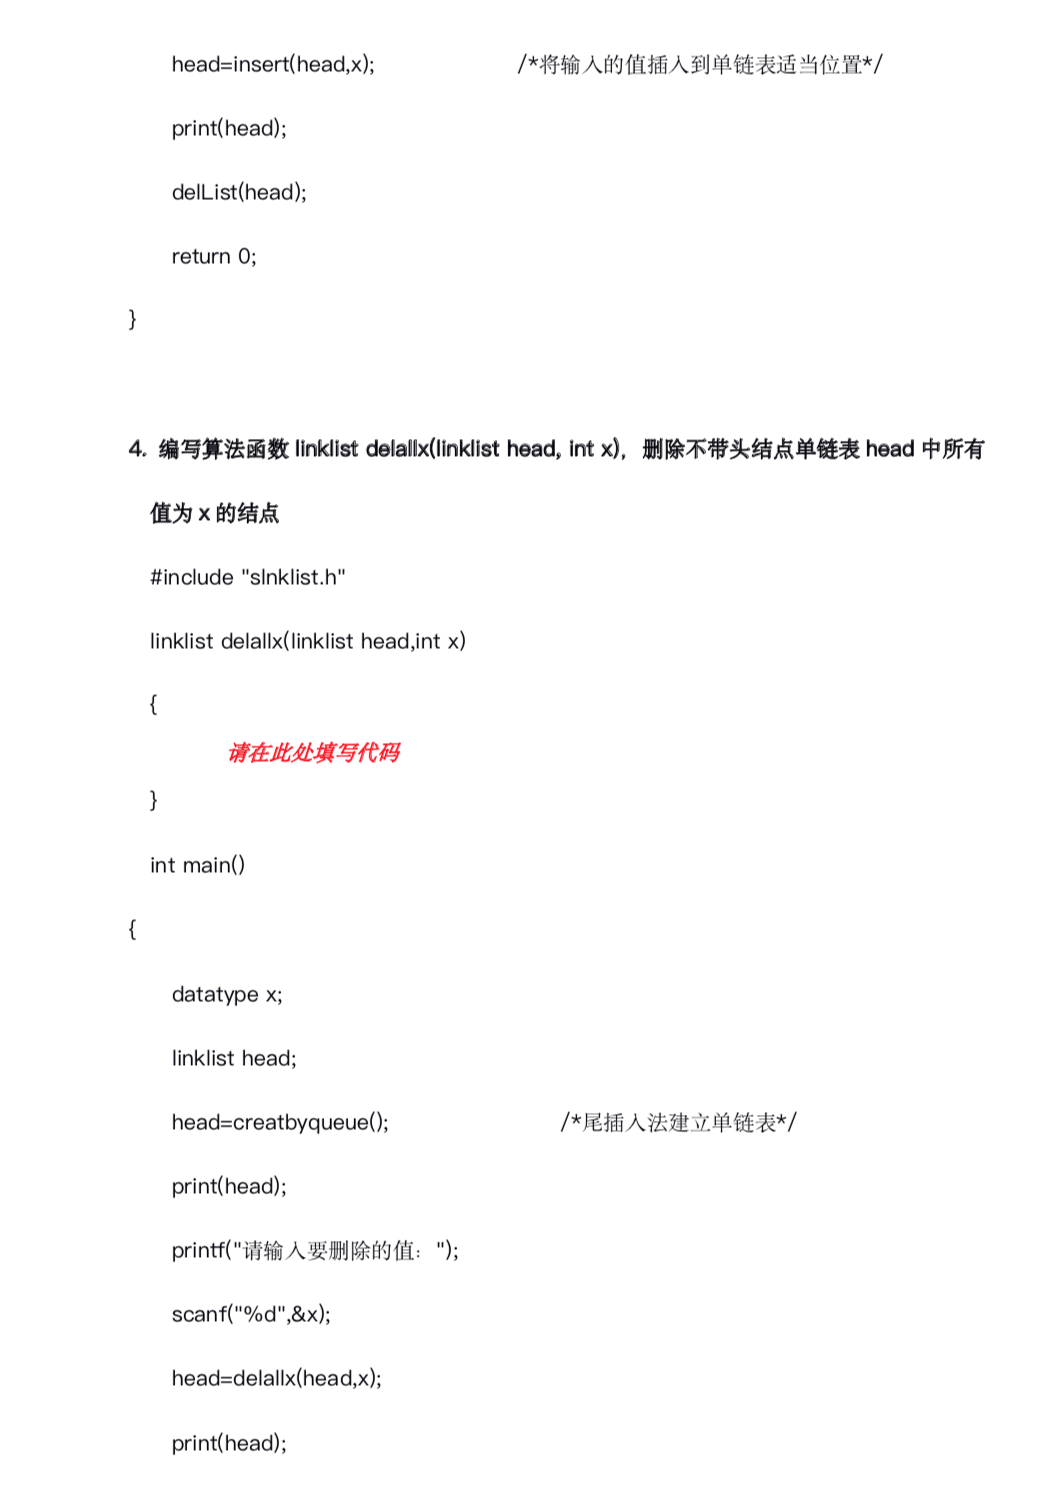 head=insert(head,x); /*将输入的值插入到单链表适当位置*/
print(head);
delList(head);
return 0;
}
4. 编写算法函数 linklist delallx(linklist head, int x)，删除不带头结点单链表 head 中所有
值为 x 的结点
#include "slnklist.h"
linklist delallx(linklist head,int x)
{
请在此处填写代码
}
int main()
{
datatype x;
linklist head;
head=creatbyqueue(); /*尾插入法建立单链表*/
print(head);
printf("请输入要删除的值：");
scanf("%d",&x);
head=delallx(head,x);
print(head);